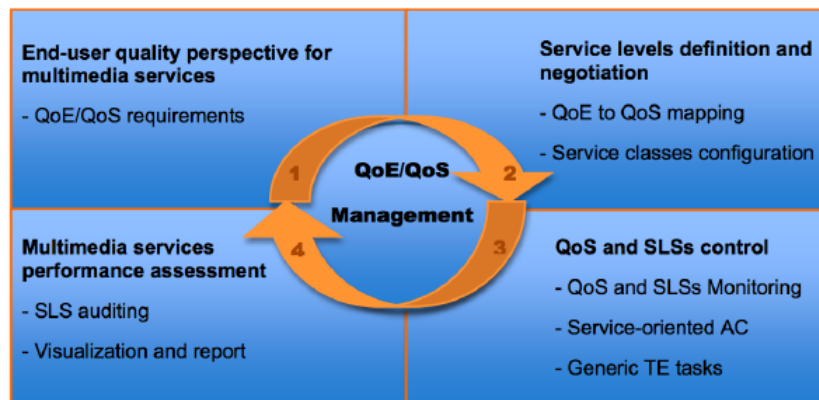 End-user quality perspective for
multimedia services
- QoE/QoS requirements
Service levels definition and
negotiation
- QoE to QoS mapping
- Service classes configuration
1
2
QoE/QoS
Management
4
3
Multimedia services
performance assessment
- SLS auditing
- Visualization and report
QoS and SLSs control
- QoS and SLSs Monitoring
- Service-oriented AC
- Generic TE tasks